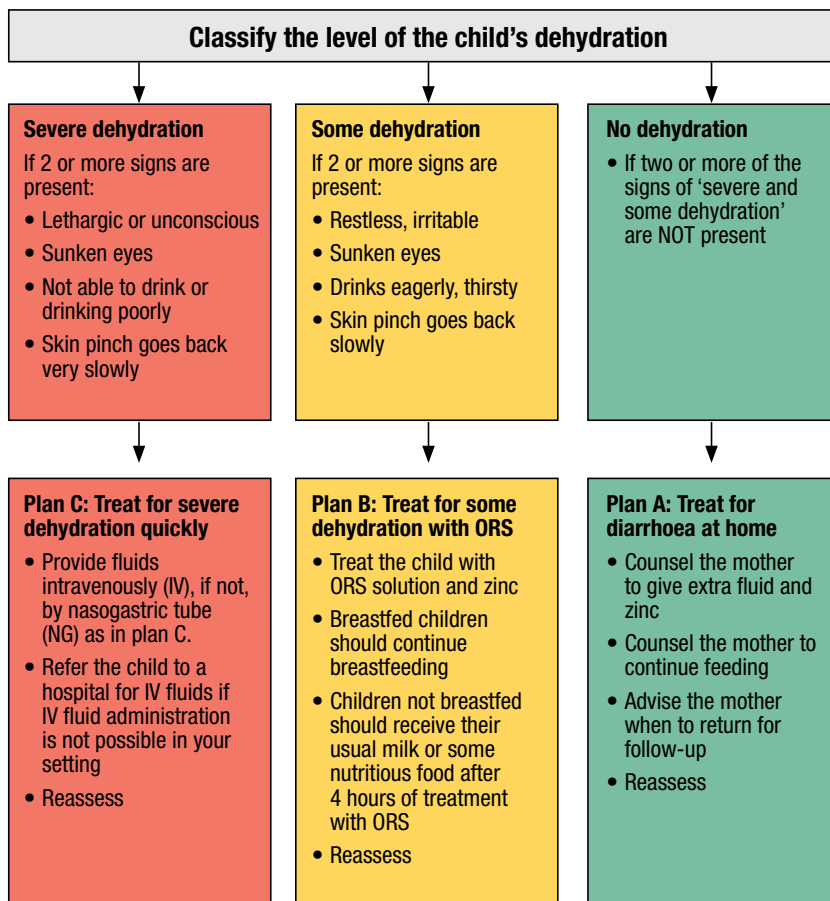 Classify the level of the child’s dehydration
Severe dehydration
If 2 or more signs are
present:
• Lethargic or unconscious
• Sunken eyes
• Not able to drink or
drinking poorly
• Skin pinch goes back
very slowly
Some dehydration
If 2 or more signs are
present:
• Restless, irritable
• Sunken eyes
• Drinks eagerly, thirsty
• Skin pinch goes back
slowly
No dehydration
• If two or more of the
signs of ‘severe and
some dehydration’
are NOT present
Plan C: Treat for severe
dehydration quickly
• Provide fluids
intravenously (IV), if not,
by nasogastric tube
(NG) as in plan C.
• Refer the child to a
hospital for IV fluids if
IV fluid administration
is not possible in your
setting
• Reassess
Plan B: Treat for some
dehydration with ORS
• Treat the child with
ORS solution and zinc
• Breastfed children
should continue
breastfeeding
• Children not breastfed
should receive their
usual milk or some
nutritious food after
4 hours of treatment
with ORS
• Reassess
Plan A: Treat for
diarrhoea at home
• Counsel the mother
to give extra fluid and
zinc
• Counsel the mother to
continue feeding
• Advise the mother
when to return for
follow-up
• Reassess